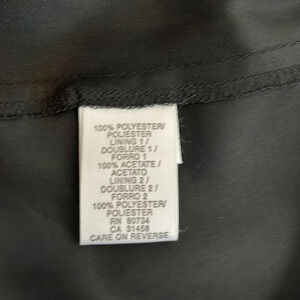 100% POLYESTER/
POLIESTER
LINING 1 /
DOUBLURE 1 /
FORRO 1
100% ACETATE /
ACETATO
LINING 2 /
DOUBLURE 2 /
FORRO 2
100% POLYESTER/
POLIESTER
RN 80734
CA 31458
CARE ON REVERSE